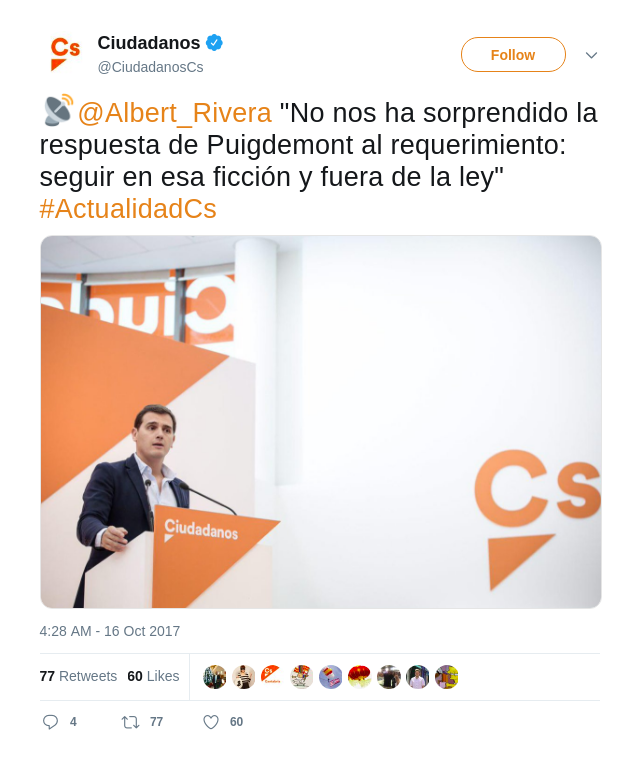 Cs
Ciudadanos
@CiudadanosCs
Follow
@Albert_Rivera "No nos ha sorprendido la
respuesta de Puigdemont al requerimiento:
seguir en esa ficción y fuera de la ley"
#ActualidadCs
Ciudadanos
Cs
4:28 AM - 16 Oct 2017
77 Retweets 60 Likes
4 77 60